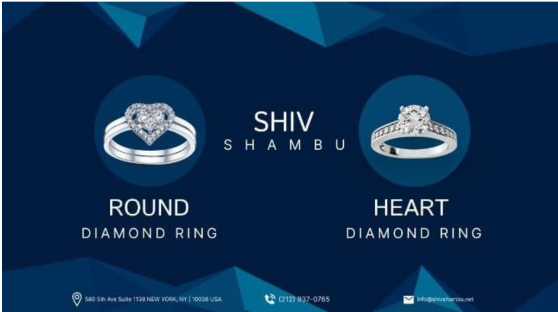 SHIV
SHAMBU
ROUND
DIAMOND RING
HEART
DIAMOND RING
580 5th Ave Suite 1138 NEW YORK, NY | 10036 USA
(212) 937-0765
info@shivshambu.net